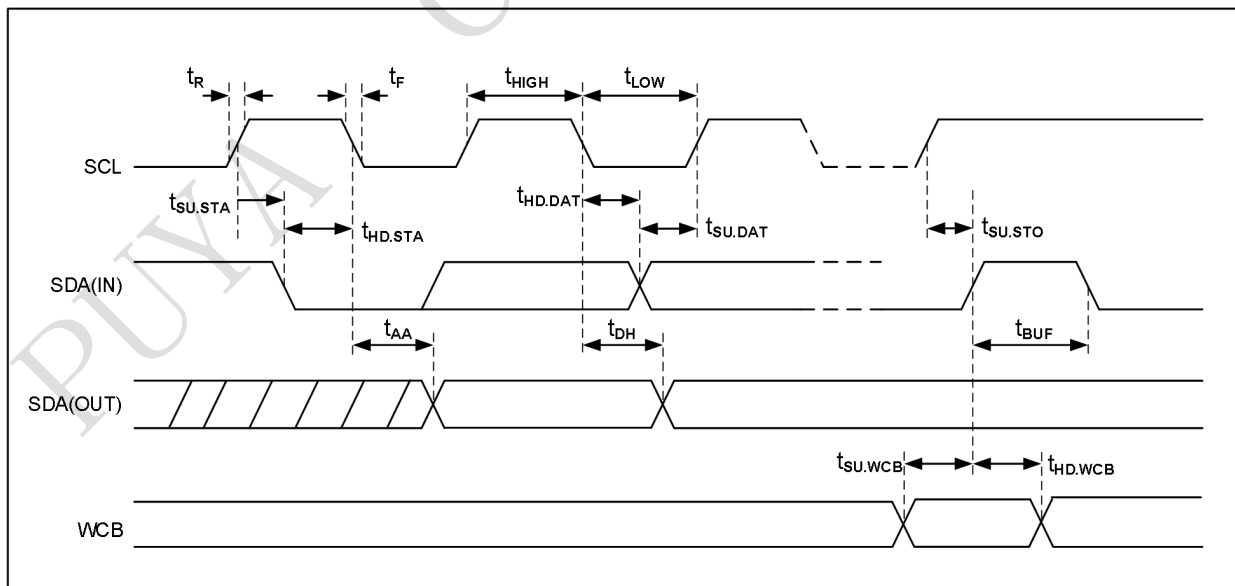 tR
tF
tHIGH
tLOW
SCL
tSU.STA
tHD.STA
tHD.DAT
tSU.DAT
tSU.STO
SDA(IN)
tAA
tDH
tBUF
SDA(OUT)
tSU.WCB
tHD.WCB
WCB
PUYA